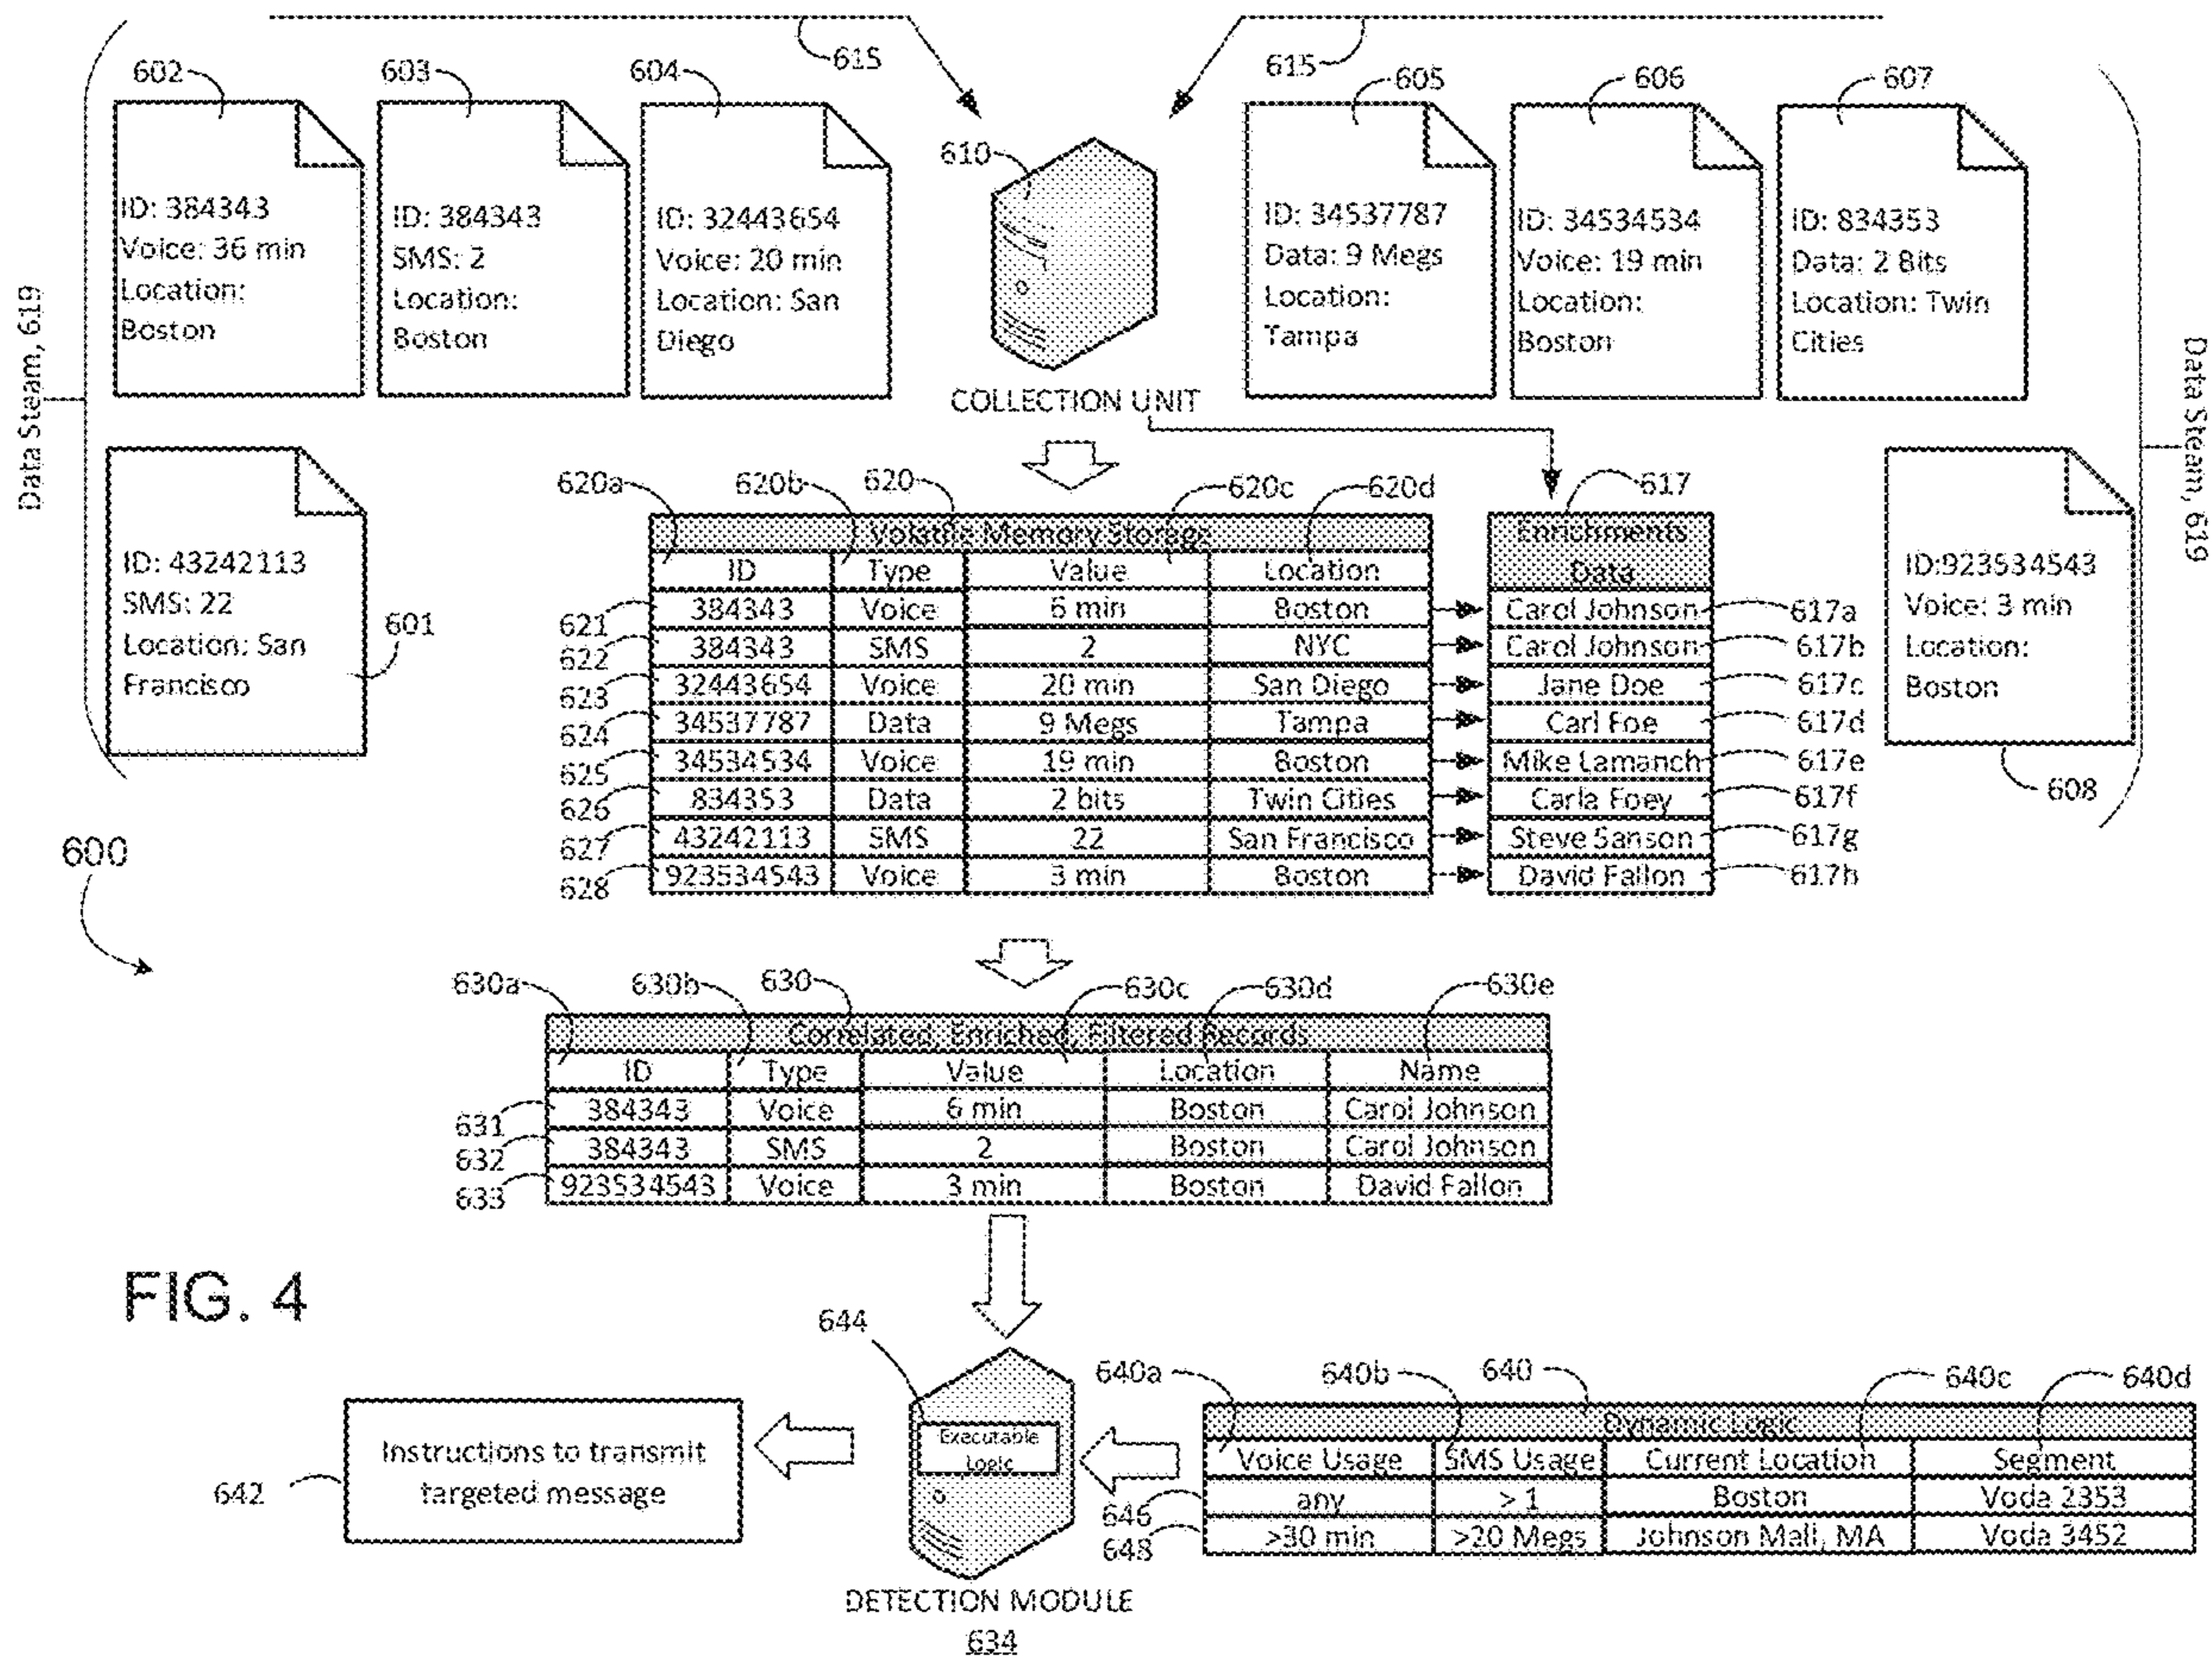 615
615
602
603
604
605
606
607
610
ID: 384343
Voice: 36 min
Location:
Boston
ID: 384343
SMS: 2
Location:
Boston
ID: 32443654
Voice: 20 min
Location: San
Diego
ID: 34537787
Data: 9 Megs
Location:
Tampa
ID: 34534534
Voice: 19 min
Location:
Boston
ID: 834353
Data: 2 Bits
Location: Twin
Cities
Data Steam, 619
Data Steam, 619
COLLECTION UNIT
ID: 43242113
SMS: 22
Location: San
Francisco
601
ID:923534543
Voice: 3 min
Location:
Boston
608
620a
620b
620
620c
620d
617
Volatile Memory Storage
ID Type Value Location
621 384343 Voice 6 min Boston
622 384343 SMS 2 NYC
623 32443654 Voice 20 min San Diego
624 34537787 Data 9 Megs Tampa
625 34534534 Voice 19 min Boston
626 834353 Data 2 bits Twin Cities
627 43242113 SMS 22 San Francisco
628 923534543 Voice 3 min Boston
Enrichments
Data
Carol Johnson 617a
Carol Johnson 617b
Jane Doe 617c
Carl Foe 617d
Mike Lamanch 617e
Carla Foey 617f
Steve Sanson 617g
David Fallon 617h
600
630a
630b
630
630c
630d
630e
Correlated, Enriched, Filtered Records
ID Type Value Location Name
631 384343 Voice 6 min Boston Carol Johnson
632 384343 SMS 2 Boston Carol Johnson
633 923534543 Voice 3 min Boston David Fallon
FIG. 4
644
Executable
Logic
DETECTION MODULE
634
642
Instructions to transmit
targeted message
640a
640b
640
640c
640d
Dynamic Logic
Voice Usage SMS Usage Current Location Segment
646 any > 1 Boston Voda 2353
648 >30 min >20 Megs Johnson Mall, MA Voda 3452